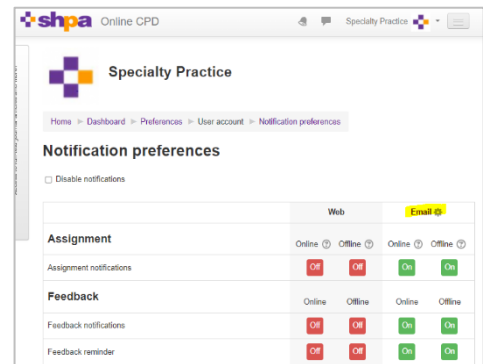 shpa Online CPD Specialty Practice
Specialty Practice
Home Dashboard Preferences User account Notification preferences
Notification preferences
Disable notifications
Web Email
Assignment Online Offline Online Offline
Assignment notifications Off Off On On
Feedback Online Offline Online Offline
Feedback notifications Off Off On On
Feedback reminder Off Off On On